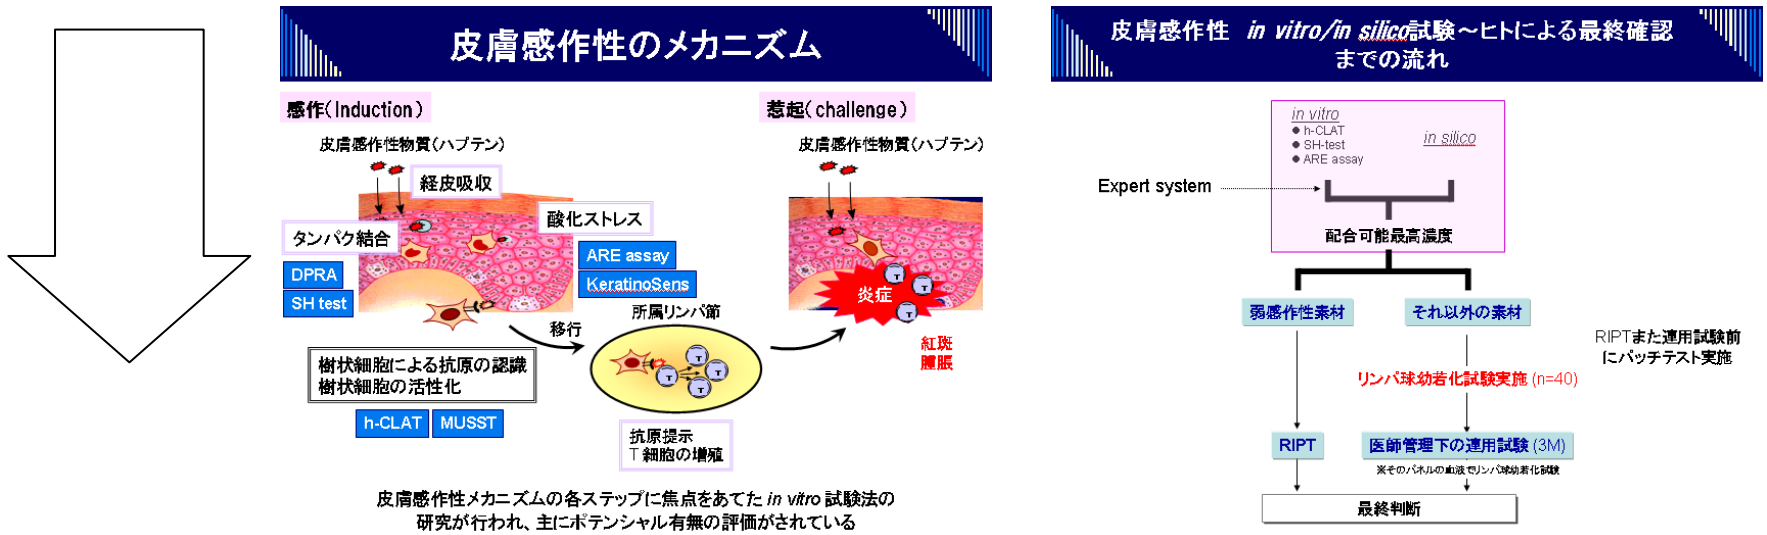 皮膚感作性のメカニズム
感作(Induction)
惹起(challenge)
皮膚感作性物質(ハプテン)
皮膚感作性物質(ハプテン)
経皮吸収
酸化ストレス
タンパク結合
ARE assay
DPRA
KeratinoSens
SH test
炎症
T
T
T
所属リンパ節
移行
紅斑
腫脹
樹状細胞による抗原の認識
樹状細胞の活性化
T
T
T
T
h-CLAT
MUSST
抗原提示
T 細胞の増殖
皮膚感作性メカニズムの各ステップに焦点をあてた in vitro 試験法の
研究が行われ、主にポテンシャル有無の評価がされている
皮膚感作性 in vitro/in silico試験～ヒトによる最終確認
までの流れ
in vitro
● h-CLAT
● SH-test
● ARE assay
in silico
Expert system
配合可能最高濃度
弱感作性素材
それ以外の素材
RIPTまた連用試験前
にパッチテスト実施
リンパ球幼若化試験実施 (n=40)
RIPT
医師管理下の連用試験 (3M)
※そのパネルの血液でリンパ球幼若化試験
最終判断